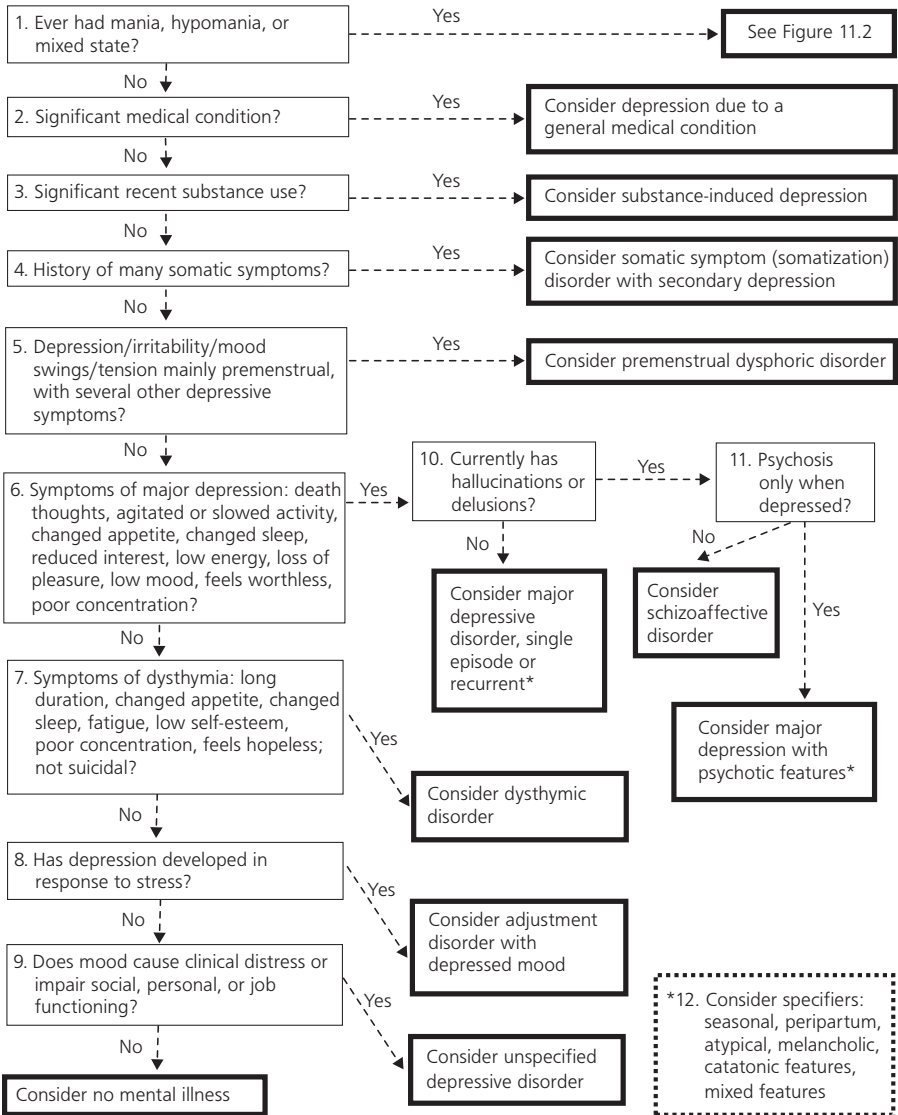 1. Ever had mania, hypomania, or
mixed state?
Yes
See Figure 11.2
No
2. Significant medical condition?
Yes
Consider depression due to a
general medical condition
No
3. Significant recent substance use?
Yes
Consider substance-induced depression
No
4. History of many somatic symptoms?
Yes
Consider somatic symptom (somatization)
disorder with secondary depression
No
5. Depression/irritability/mood
swings/tension mainly premenstrual,
with several other depressive
symptoms?
Yes
Consider premenstrual dysphoric disorder
No
6. Symptoms of major depression: death
thoughts, agitated or slowed activity,
changed appetite, changed sleep,
reduced interest, low energy, loss of
pleasure, low mood, feels worthless,
poor concentration?
Yes
10. Currently has
hallucinations or
delusions?
Yes
11. Psychosis
only when
depressed?
No
Consider major
depressive
disorder, single
episode or
recurrent*
No
Consider
schizoaffective
disorder
Yes
Consider major
depression with
psychotic features*
No
7. Symptoms of dysthymia: long
duration, changed appetite, changed
sleep, fatigue, low self-esteem,
poor concentration, feels hopeless;
not suicidal?
Yes
Consider dysthymic
disorder
No
8. Has depression developed in
response to stress?
Yes
Consider adjustment
disorder with
depressed mood
No
9. Does mood cause clinical distress or
impair social, personal, or job
functioning?
Yes
Consider unspecified
depressive disorder
No
Consider no mental illness
*12. Consider specifiers:
seasonal, peripartum,
atypical, melancholic,
catatonic features,
mixed features